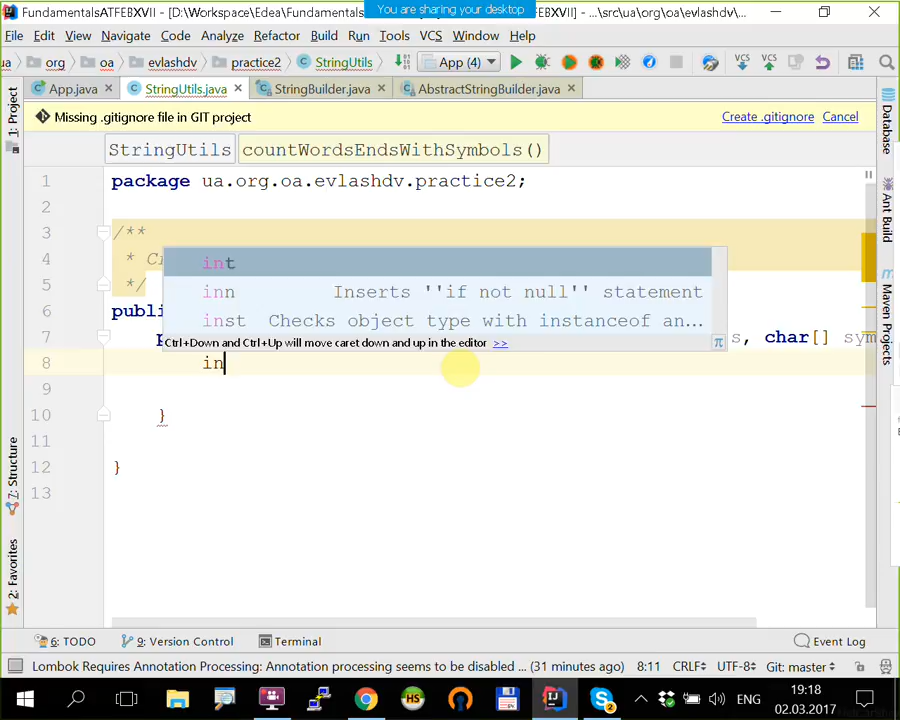 You are sharing your desktop
FundamentalsATFEBXVII - [D:\Workspace\Edea\Fundamentals
ATFEBXVII] - ...\src\ua\org\oa\evlashdv\...
File Edit View Navigate Code Analyze Refactor Build Run Tools VCS Window Help
ua org oa evlashdv practice2 StringUtils App (4) VCS VCS
App.java StringUtils.java StringBuilder.java AbstractStringBuilder.java
Missing .gitignore file in GIT project Create .gitignore Cancel
StringUtils countWordsEndsWithSymbols()
1 package ua.org.oa.evlashdv.practice2;
2
3 /**
4 * C
5 */
6 publi
7 s, char[] sym
8 in
9
10 }
11
12 }
13
int
inn Inserts ''if not null'' statement
inst Checks object type with instanceof an...
Ctrl+Down and Ctrl+Up will move caret down and up in the editor >>
π
1: Project
7: Structure
2: Favorites
Database
Ant Build
Maven Projects
6: TODO 9: Version Control Terminal Event Log
Lombok Requires Annotation Processing: Annotation processing seems to be disabled ... (31 minutes ago) 8:11 CRLF UTF-8 Git: master
HS 2 ENG 19:18
02.03.2017